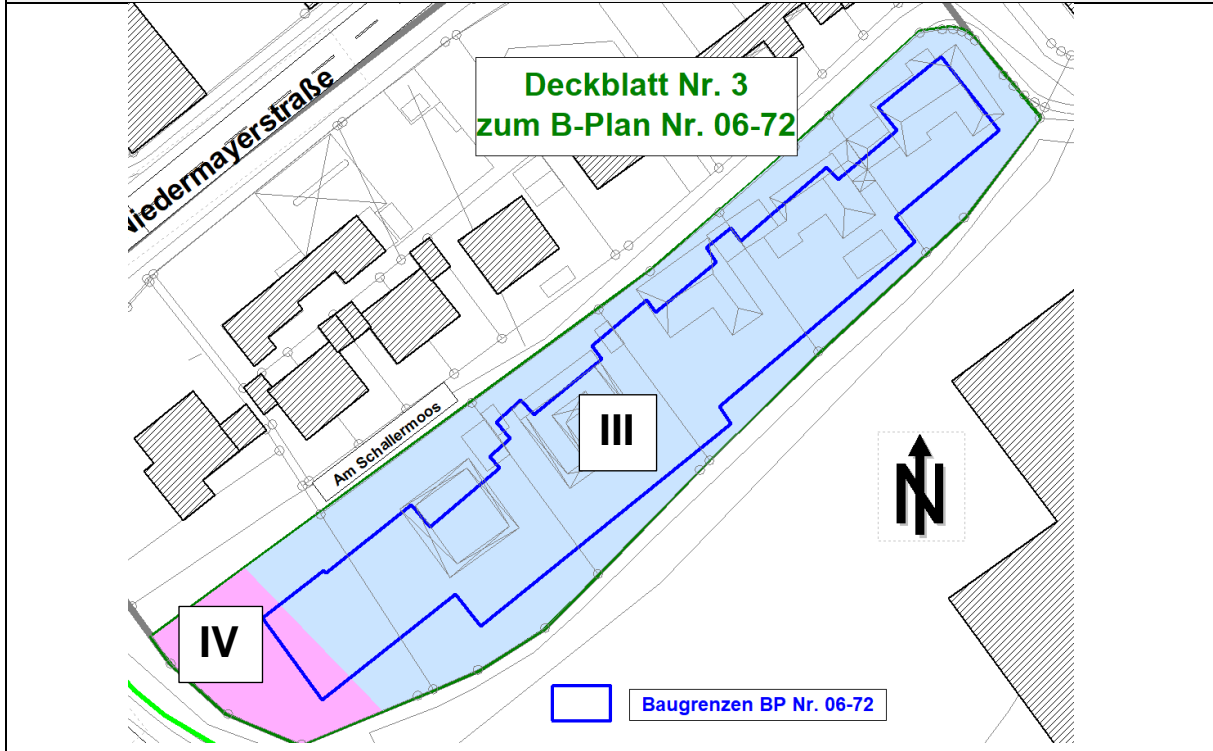 Niedermayerstraße
Deckblatt Nr. 3
zum B-Plan Nr. 06-72
Am Schallermoos
III
N
IV
Baugrenzen BP Nr. 06-72